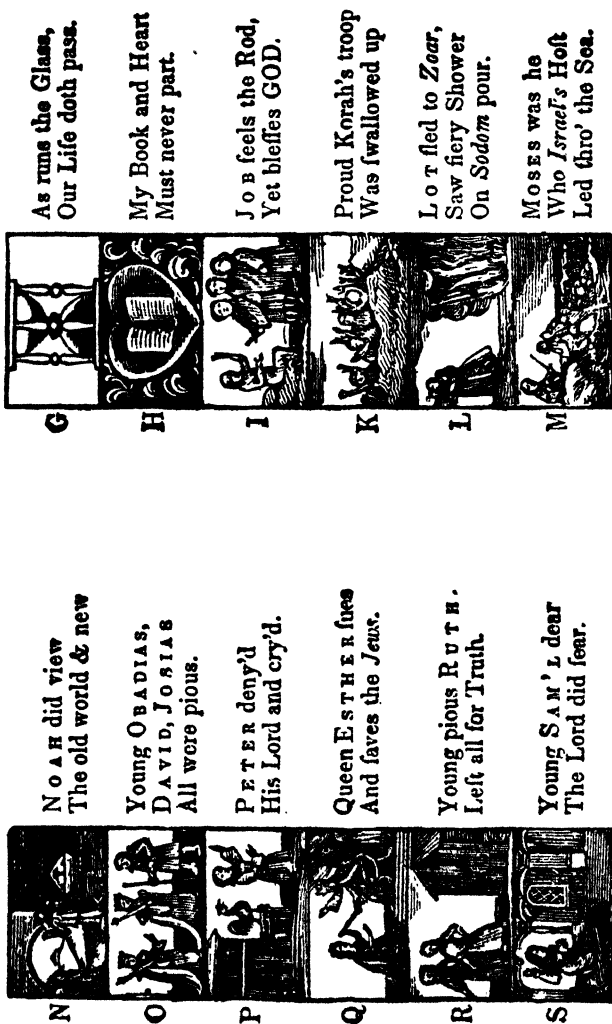 G
As runs the Glass,
Our Life doth pass.
H
My Book and Heart
Must never part.
I
JOB feels the Rod,
Yet bleſſes GOD.
K
Proud Korah's troop
Was ſwallowed up
L
LOT fled to Zoar,
Saw fiery Shower
On Sodom pour.
M
MOSES was he
Who Israel's Hoſt
Led thro' the Sea.
N
NOAH did view
The old world & new
O
Young OBADIAS,
DAVID, JOSIAS
All were pious.
P
PETER deny'd
His Lord and cry'd.
Q
Queen ESTHER ſues
And ſaves the Jews.
R
Young pious RUTH.
Left all for Truth.
S
Young SAM'L dear
The Lord did fear.